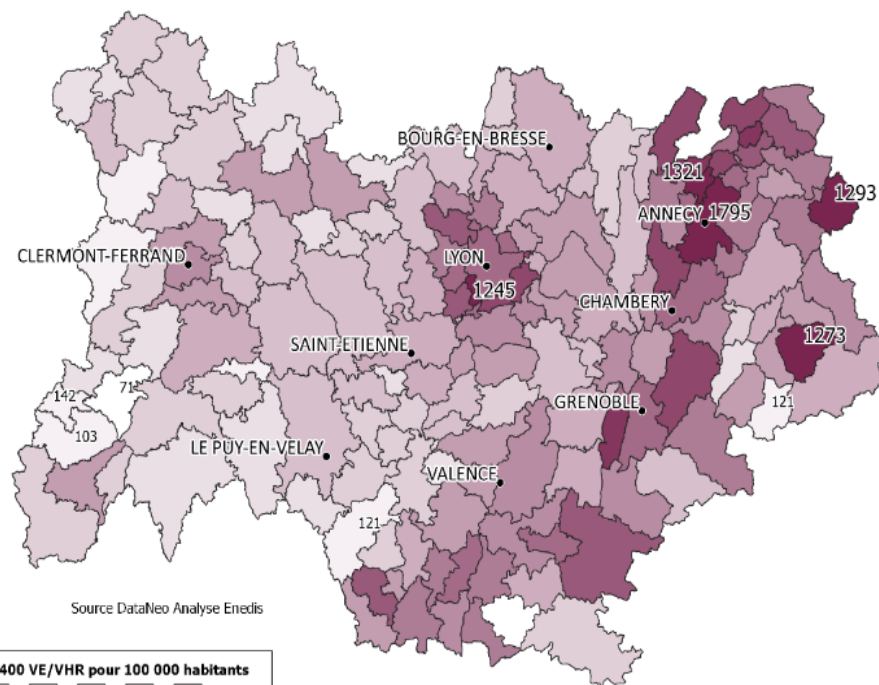 BOURG-EN-BRESSE
1321
1293
ANNECY
1795
CLERMONT-FERRAND
LYON
1245
CHAMBERY
SAINT-ETIENNE
1273
142
71
GRENOBLE
121
103
LE PUY-EN-VELAY
VALENCE
121
Source DataNeo Analyse Enedis
400 VE/VHR pour 100 000 habitants